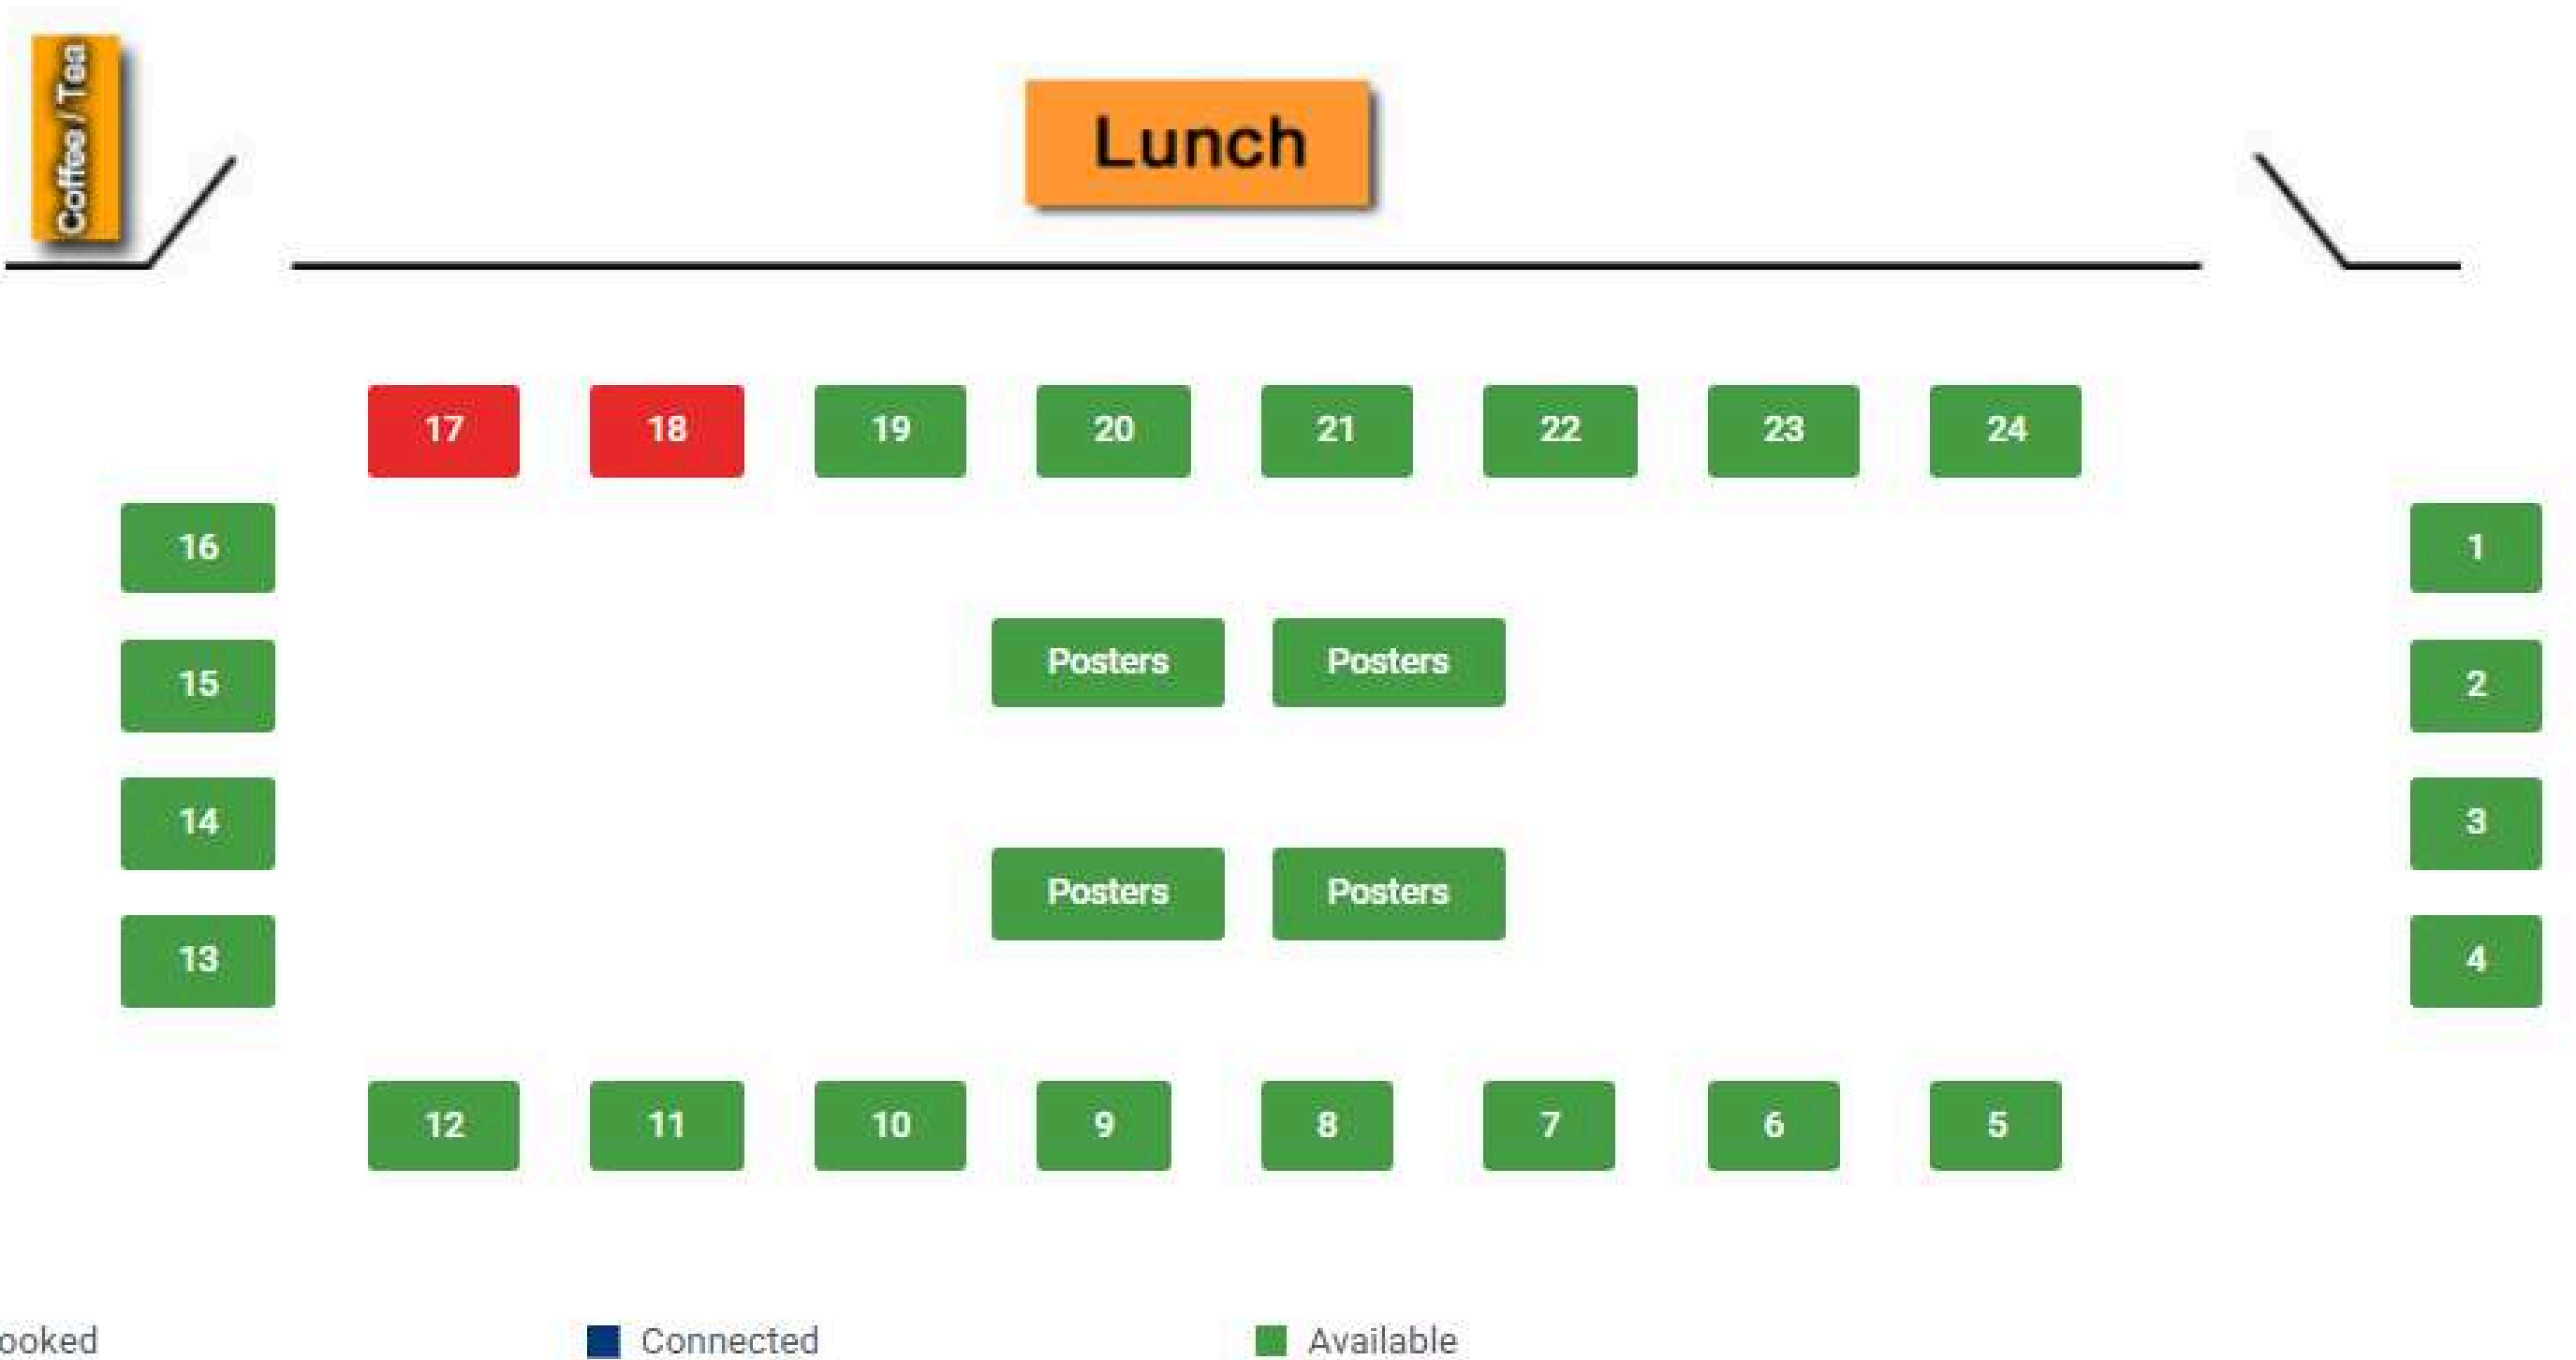 Coffee / Tea
Lunch
17 18 19 20 21 22 23 24
16 1
Posters Posters
15 2
14 3
Posters Posters
13 4
12 11 10 9 8 7 6 5
ooked Connected Available